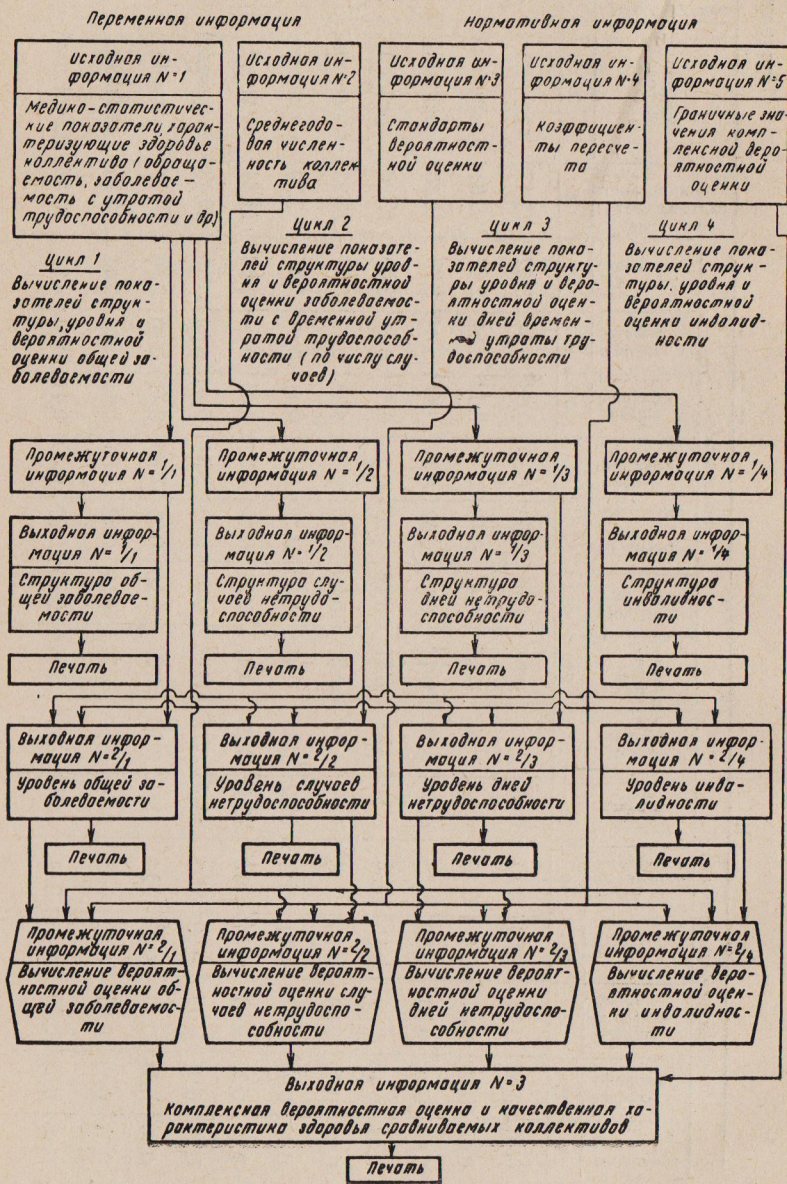 Переменная информация
Нормативная информация
Исходная ин-
формация N=1
Медико-статистичес-
кие показатели, харак-
теризующие здоровье
коллектива (обраща-
емость, заболевае-
мость с утратой
трудоспособности и др)
Исходная ин-
формация N=2
Среднегодо-
вая числен-
ность коллек-
тива
Исходная ин-
формация N=3
Стандарты
вероятност-
ной оценки
Исходная ин-
формация N=4
Коэффициен-
ты пересче-
та
Исходная ин-
формация N=5
Граничные зна-
чения комп-
лексной веро-
ятностной
оценки
Цикл 1
Вычисление пока-
зателей струк-
туры, уровня и
вероятностной
оценки общей за-
болеваемости
Цикл 2
Вычисление показате-
лей структуры уров-
ня и вероятностной
оценки заболеваемос-
ти с временной ут-
ратой трудоспособ-
ности (по числу слу-
чаев)
Цикл 3
Вычисление пока-
зателей структу-
ры уровня и веро-
ятностной оцен-
ки дней времен-
утраты тру-
доспособности
Цикл 4
Вычисление пока-
зателей струк-
туры. уровня и
вероятностной
оценки инвалид-
ности
Промежуточная
информация N=1/1
Промежуточная
информация N=1/2
Промежуточная
информация N=1/3
Промежуточная
информация N=1/4
Выходная инфор-
мация N=1/1
Структура об-
щей заболевае-
мости
Выходная инфор-
мация N=1/2
Структура слу-
чаев нетрудо-
способности
Выходная инфор-
мация N=1/3
Структура
дней нетрудо-
способности
Выходная инфор-
мация N=1/4
Структура
инвалиднос-
ти
Печать
Печать
Печать
Печать
Выходная инфор-
мация N=2/1
Уровень общей за-
болеваемости
Выходная инфор-
мация N=2/2
Уровень случаев
нетрудоспособности
Выходная инфор-
мация N=2/3
Уровень дней
нетрудоспособности
Выходная инфор-
мация N=2/4
Уровень инва-
лидности
Печать
Печать
Печать
Печать
Промежуточная
информация N=2/1
Вычисление вероят-
ностной оценки об-
щей заболеваемос-
ти
Промежуточная
информация N=2/2
Вычисление вероят-
ностной оценки слу-
чаев нетрудоспо-
собности
Промежуточная
информация N=2/3
Вычисление вероят-
ностной оценки
дней нетрудоспо-
собности
Промежуточная
информация N=2/4
Вычисление веро-
ятностной оцен-
ки инвалиднос-
ти
Выходная информация N=3
Комплексная вероятностная оценка и качественная ха-
рактеристика здоровья сравниваемых коллективов
Печать